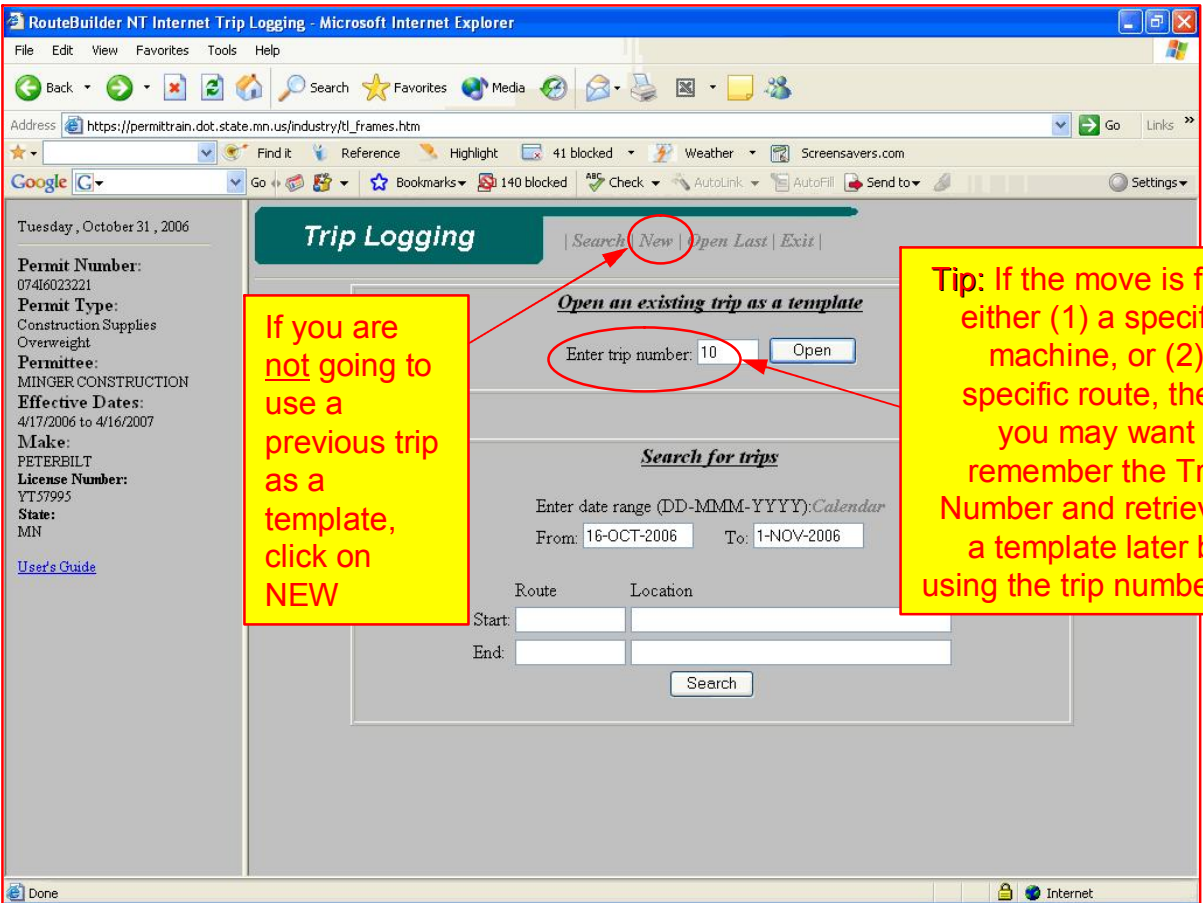 RouteBuilder NT Internet Trip Logging - Microsoft Internet Explorer
File Edit View Favorites Tools Help
Back Search Favorites Media
Address https://permittrain.dot.state.mn.us/industry/tl_frames.htm Go Links »
Find it Reference Highlight 41 blocked Weather Screensavers.com
Google G Go Bookmarks 140 blocked ABC Check AutoLink AutoFill Send to Settings
Tuesday , October 31 , 2006
Permit Number:
074I6023221
Permit Type:
Construction Supplies
Overweight
Permittee:
MINGER CONSTRUCTION
Effective Dates:
4/17/2006 to 4/16/2007
Make:
PETERBILT
License Number:
YT57995
State:
MN
User's Guide
Trip Logging
| Search | New | Open Last | Exit |
Open an existing trip as a template
Enter trip number: 10 Open
Search for trips
Enter date range (DD-MMM-YYYY):Calendar
From: 16-OCT-2006 To: 1-NOV-2006
Route Location
Start:
End:
Search
If you are
not going to
use a
previous trip
as a
template,
click on
NEW
Tip: If the move is f
either (1) a specif
machine, or (2)
specific route, the
you may want
remember the Tr
Number and retriev
a template later b
using the trip numbe
Done Internet